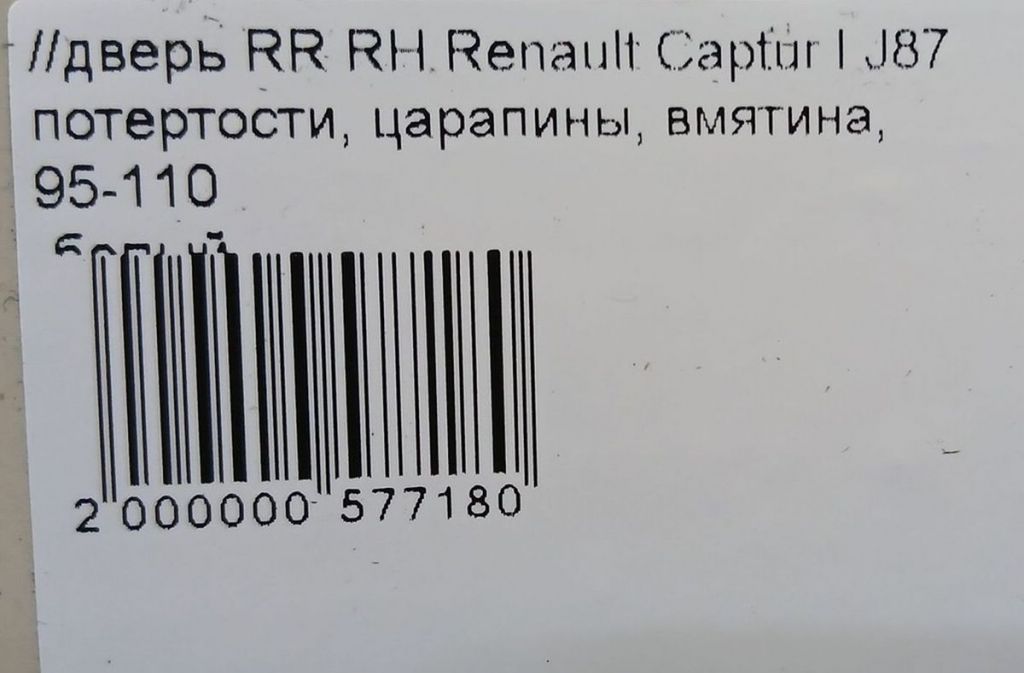 //дверь RR RH Renault Captur I J87
потертости, царапины, вмятина,
95-110
2 000000 577180